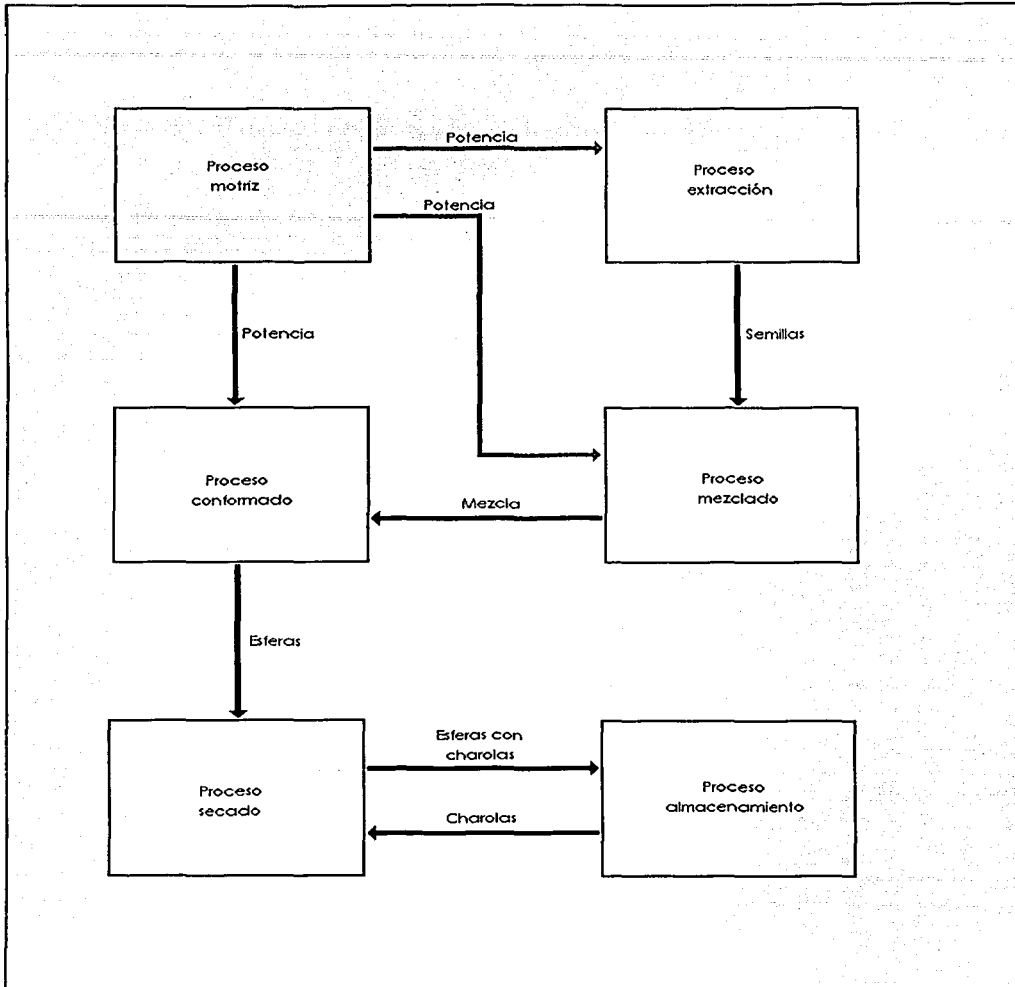 Potencia
Proceso
motriz
Proceso
extracción
Potencia
Potencia
Semillas
Proceso
conformado
Mezcla
Proceso
mezclado
Esferas
Esferas con
charolas
Proceso
secado
Proceso
almacenamiento
Charolas